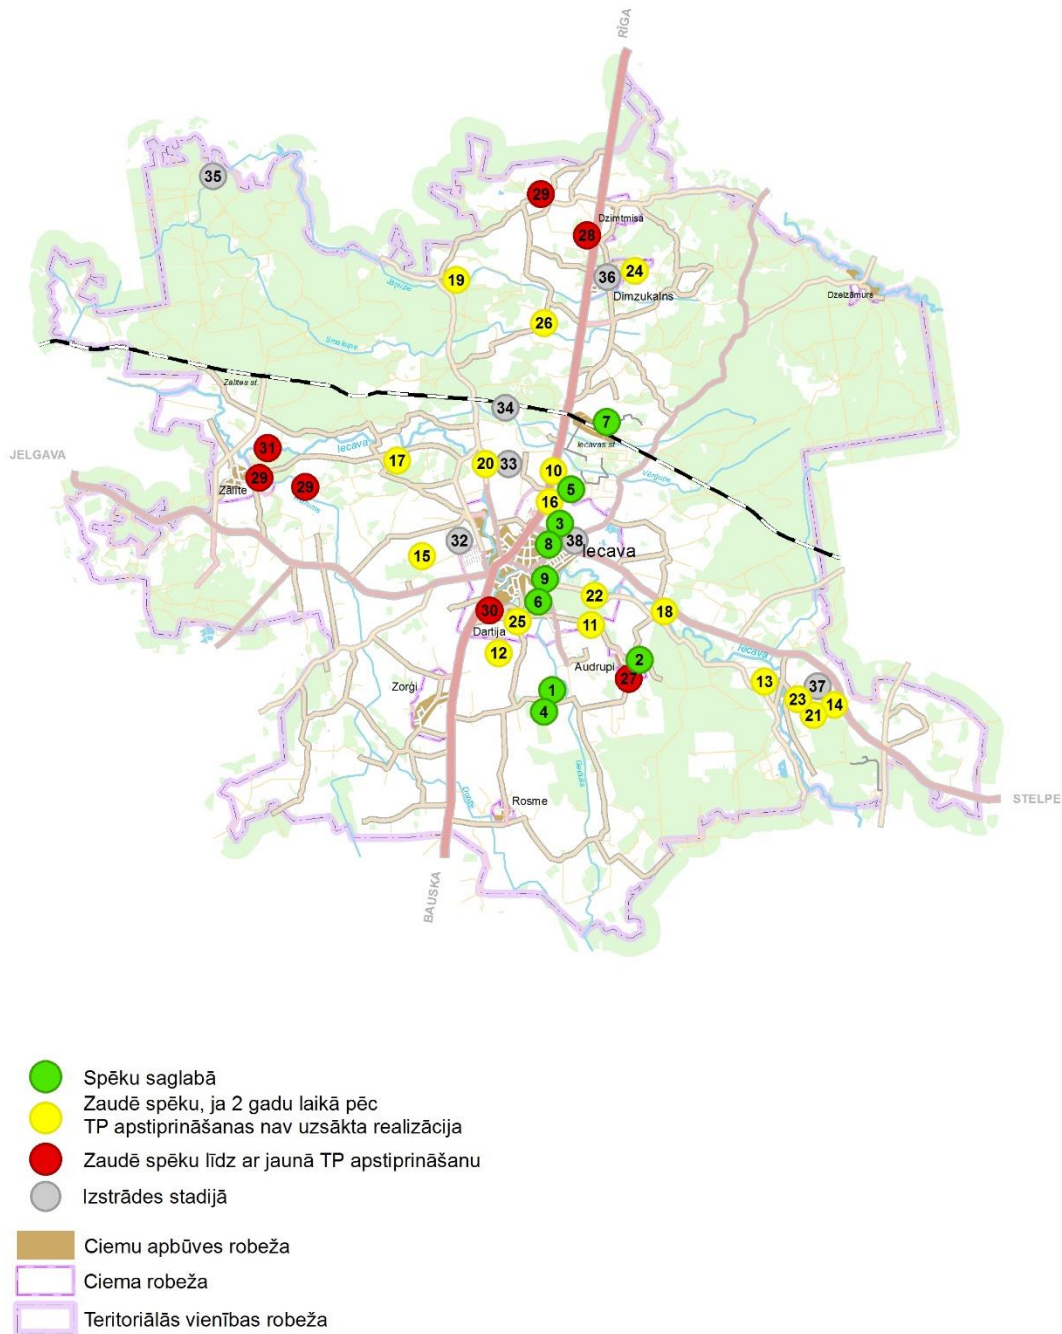 RĪGA
35
29
Dzimtmisa
28
24
36
19
Dimzukalns
Dzelzāmurs
26
Zālītes st.
34
7
Iecavas st.
JELGAVA
31
Iecava
17
20
33
10
29
Zālīte
29
5
16
3
32
8
38
Iecava
15
9
22
6
30
18
25
11
Dartija
12
2
Audrupi
27
Iecava
13
37
Zorģi
1
23
14
4
21
Rosme
STELPE
BAUSKA
Spēku saglabā
Zaudē spēku, ja 2 gadu laikā pēc
TP apstiprināšanas nav uzsākta realizācija
Zaudē spēku līdz ar jaunā TP apstiprināšanu
Izstrādes stadijā
Ciemu apbūves robeža
Ciema robeža
Teritoriālās vienības robeža